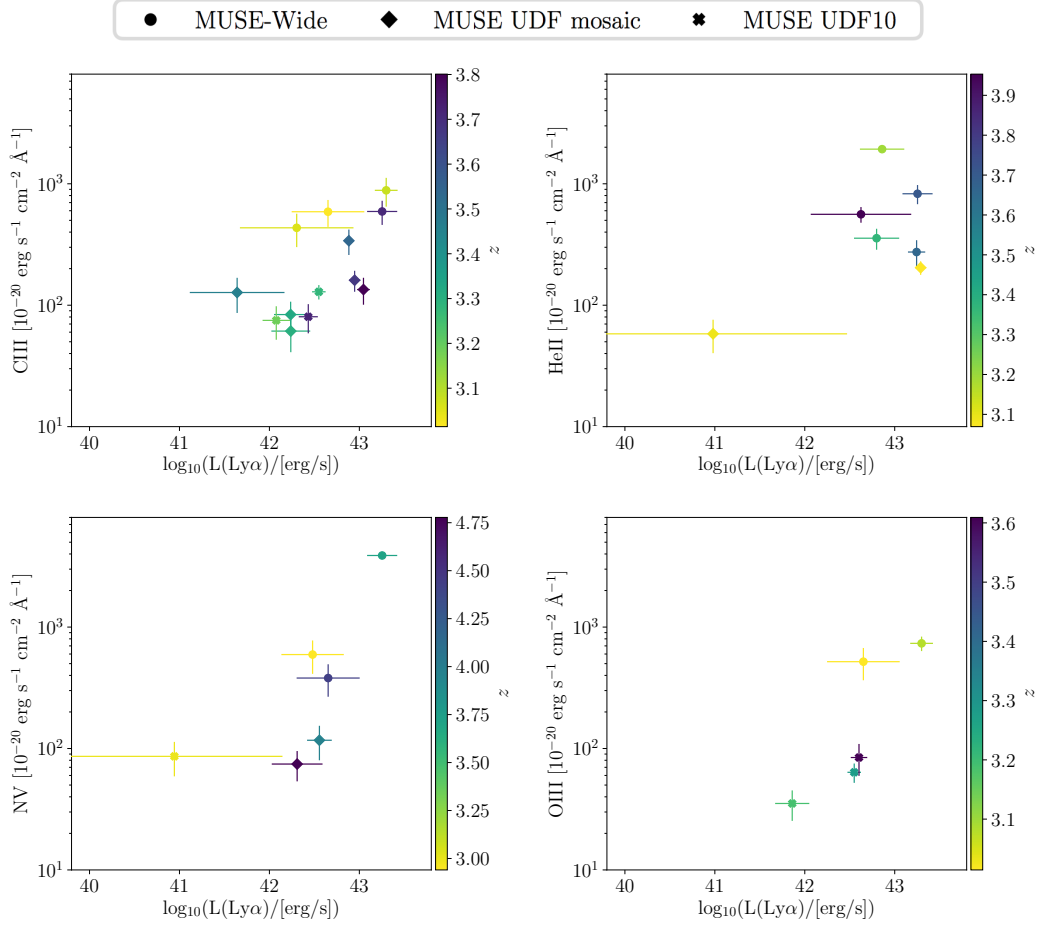 MUSE-Wide MUSE UDF mosaic MUSE UDF10
CIII [10⁻²⁰ erg s⁻¹ cm⁻² Å⁻¹]
10³
10²
10¹
40 41 42 43
log₁₀(L(Lyα)/[erg/s])
3.8
3.7
3.6
3.5
3.4
3.3
3.2
3.1
z
HeII [10⁻²⁰ erg s⁻¹ cm⁻² Å⁻¹]
10³
10²
10¹
40 41 42 43
log₁₀(L(Lyα)/[erg/s])
3.9
3.8
3.7
3.6
3.5
3.4
3.3
3.2
3.1
z
NV [10⁻²⁰ erg s⁻¹ cm⁻² Å⁻¹]
10³
10²
10¹
40 41 42 43
log₁₀(L(Lyα)/[erg/s])
4.75
4.50
4.25
4.00
3.75
3.50
3.25
3.00
z
OIII [10⁻²⁰ erg s⁻¹ cm⁻² Å⁻¹]
10³
10²
10¹
40 41 42 43
log₁₀(L(Lyα)/[erg/s])
3.6
3.5
3.4
3.3
3.2
3.1
z